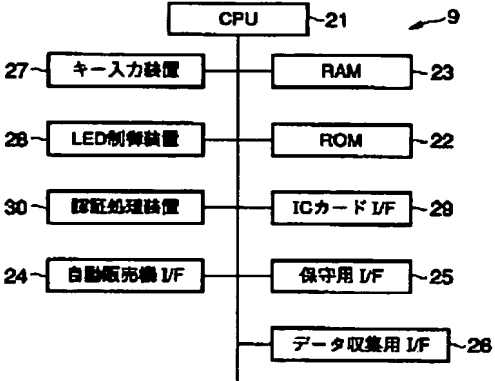 CPU 21 9
27 キー入力装置 RAM 23
28 LED制御装置 ROM 22
30 認証処理装置 ICカード I/F 29
24 自動販売機 I/F 保守用 I/F 25
データ収集用 I/F 26